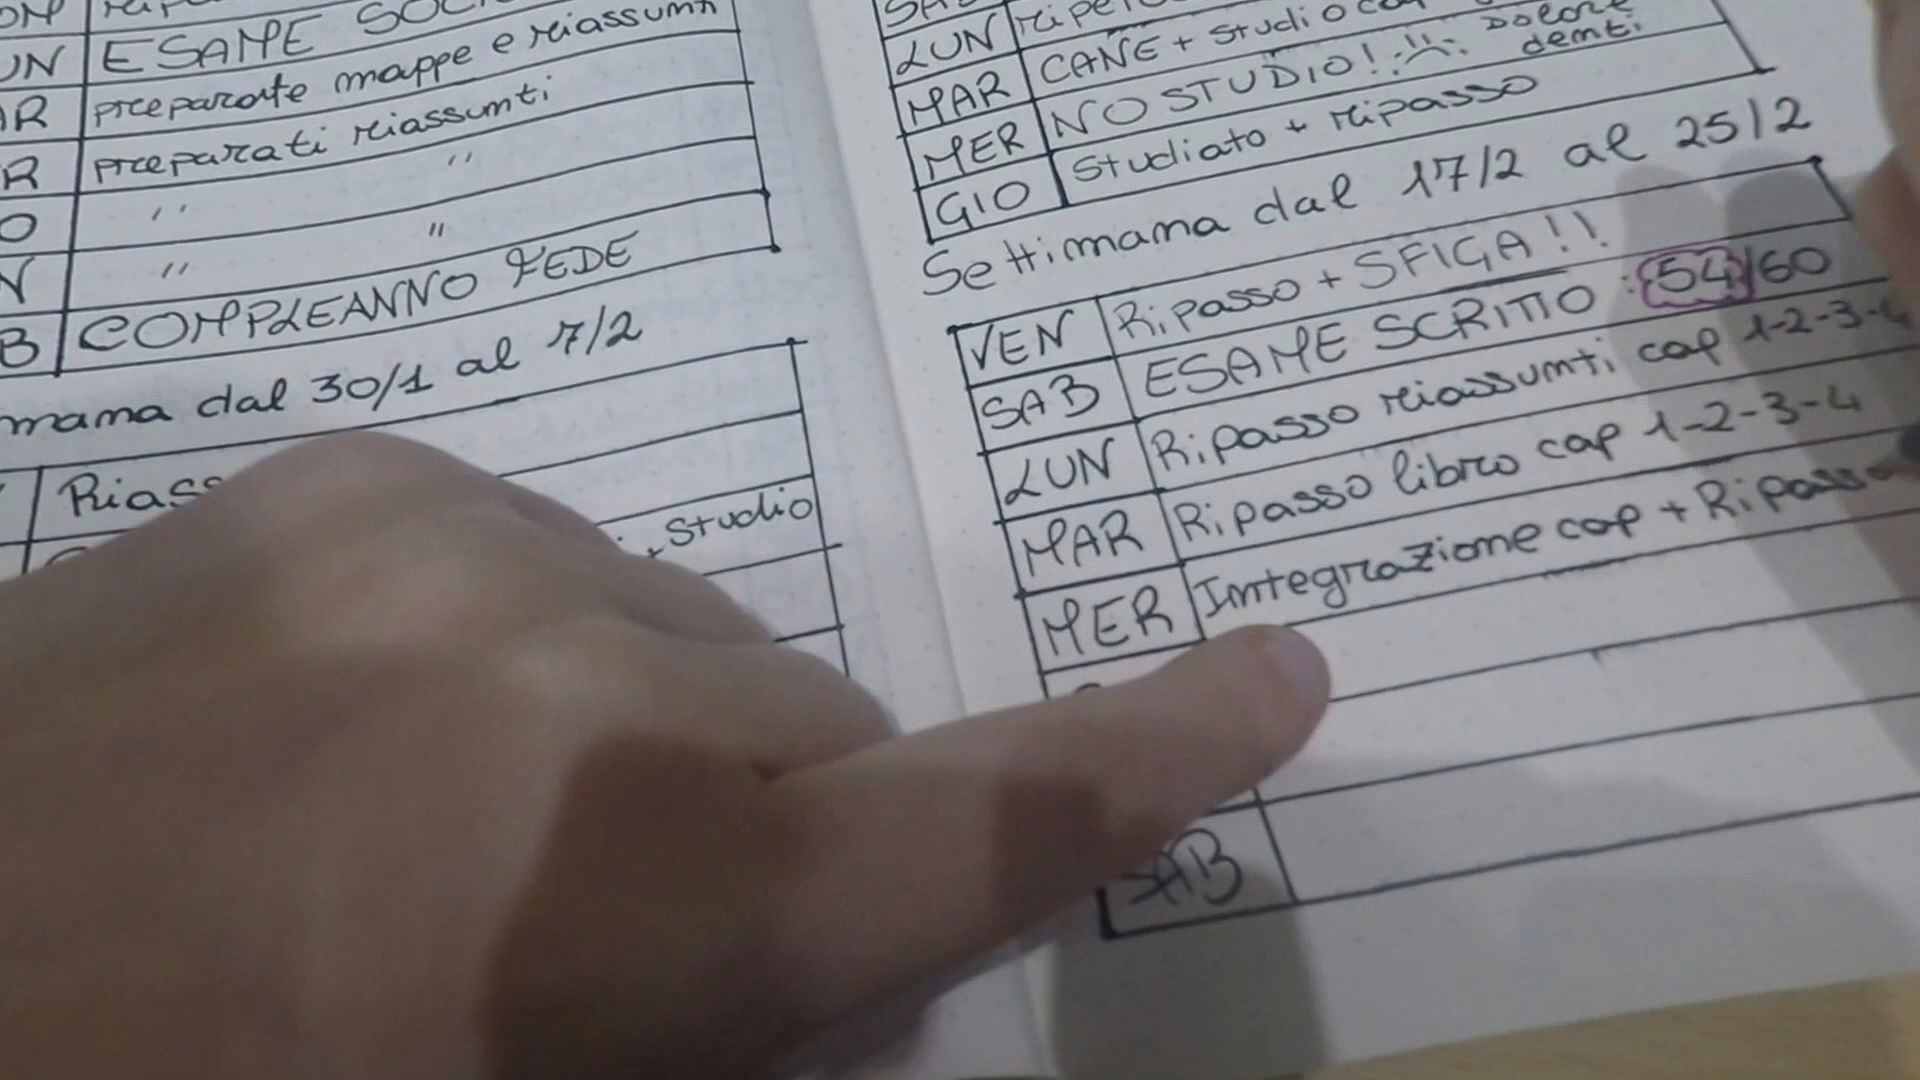 ESAME
preparate mappe e riassunti
preparati riassunti
"
" "
" "
COMPLEANNO FEDE
dal 30/1 al 7/2
+ Studio
LUN
MAR CANE + Studio
MER NO STUDIO! :( : DOLORE denti
GIO Studiato + ripasso
Settimana dal 17/2 al 25/2
VEN Ripasso + SFIGA!!
SAB ESAME SCRITTO : 54/60
LUN Ripasso riassunti cap 1-2-3-4
MAR Ripasso libro cap 1-2-3-4
MER Integrazione cap + Ripasso
SAB